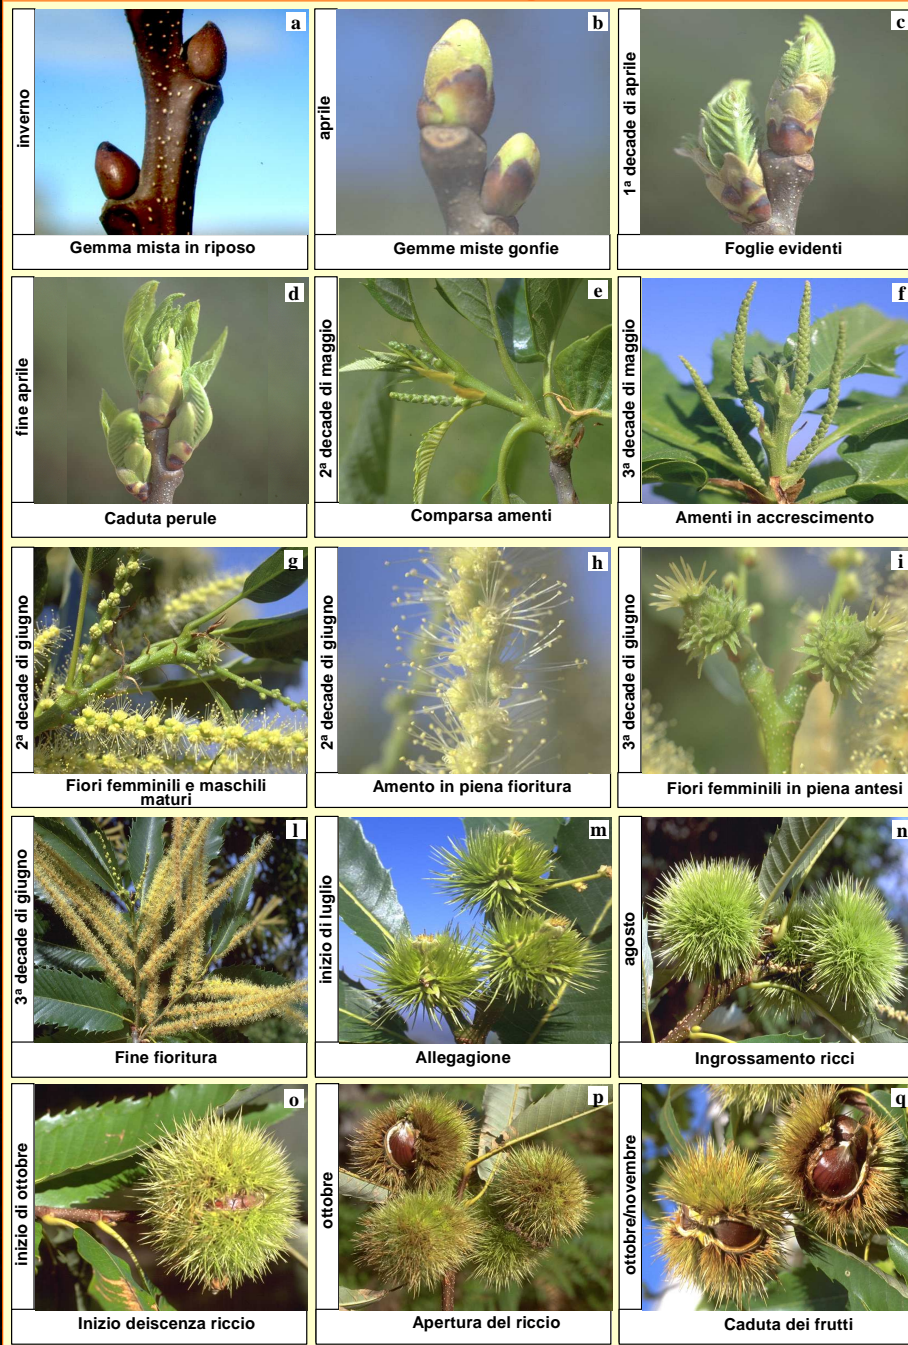 a
inverno
Gemma mista in riposo
b
aprile
Gemme miste gonfie
c
1ª decade di aprile
Foglie evidenti
d
fine aprile
Caduta perule
e
2ª decade di maggio
Comparsa amenti
f
3ª decade di maggio
Amenti in accrescimento
g
2ª decade di giugno
Fiori femminili e maschili
maturi
h
2ª decade di giugno
Amento in piena fioritura
i
3ª decade di giugno
Fiori femminili in piena antesi
l
3ª decade di giugno
Fine fioritura
m
inizio di luglio
Allegagione
n
agosto
Ingrossamento ricci
o
inizio di ottobre
Inizio deiscenza riccio
p
ottobre
Apertura del riccio
q
ottobre/novembre
Caduta dei frutti